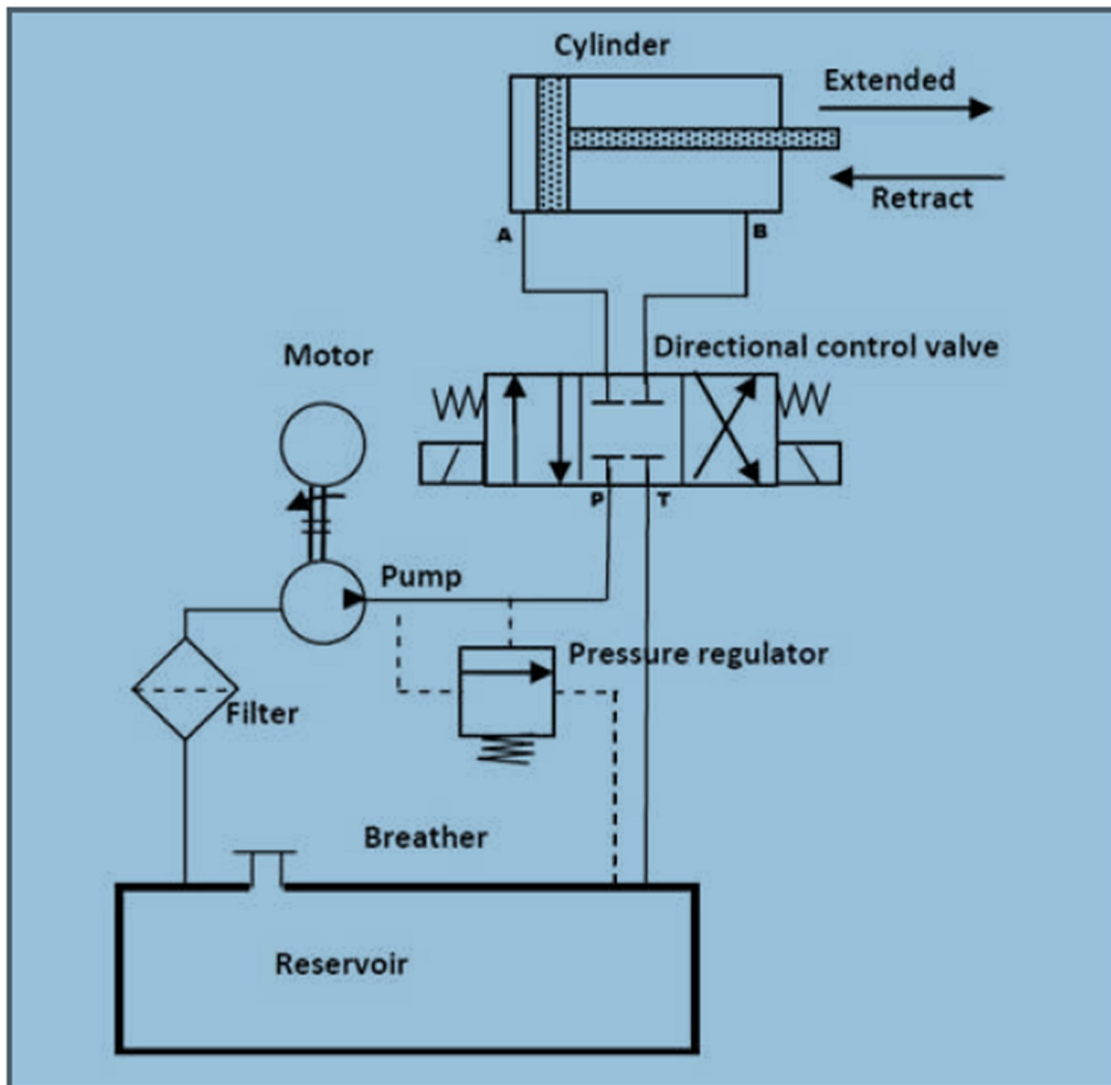 Cylinder
Extended
Retract
A
B
Directional control valve
Motor
P
T
Pump
Pressure regulator
Filter
Breather
Reservoir